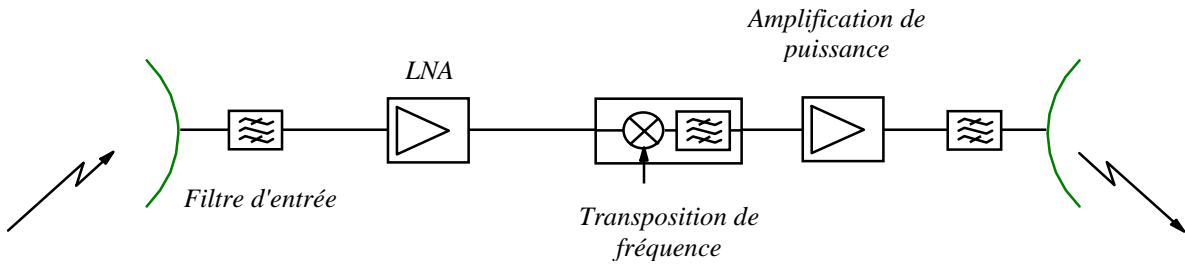 Amplification de
puissance
LNA
Filtre d'entrée
Transposition de
fréquence